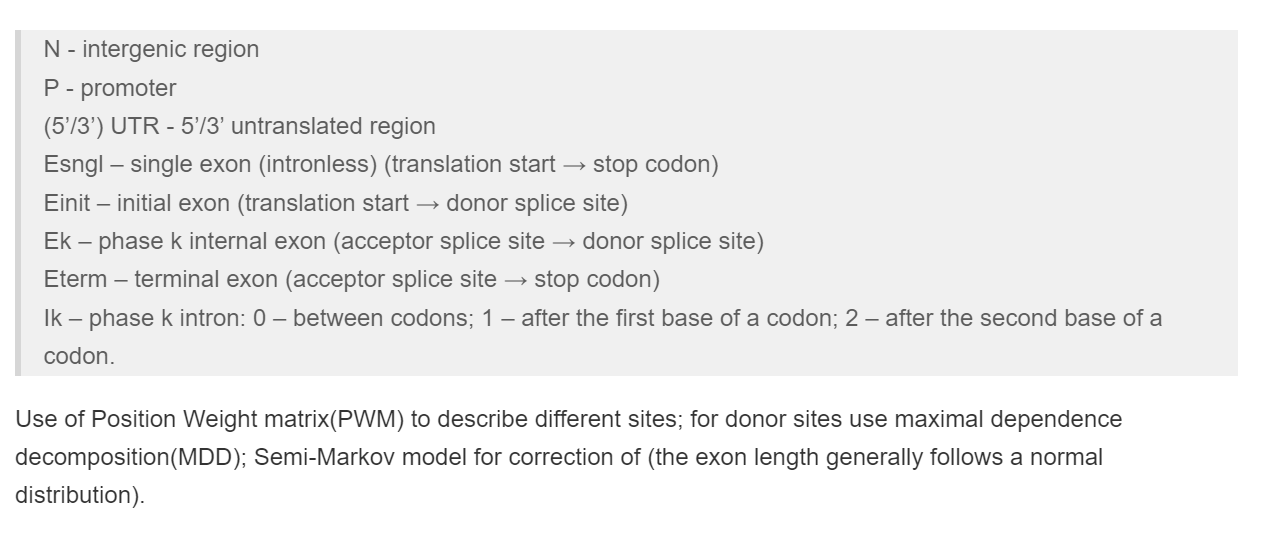 N - intergenic region
P - promoter
(5’/3’) UTR - 5’/3’ untranslated region
Esngl – single exon (intronless) (translation start → stop codon)
Einit – initial exon (translation start → donor splice site)
Ek – phase k internal exon (acceptor splice site → donor splice site)
Eterm – terminal exon (acceptor splice site → stop codon)
Ik – phase k intron: 0 – between codons; 1 – after the first base of a codon; 2 – after the second base of a
codon.
Use of Position Weight matrix(PWM) to describe different sites; for donor sites use maximal dependence
decomposition(MDD); Semi-Markov model for correction of (the exon length generally follows a normal
distribution).